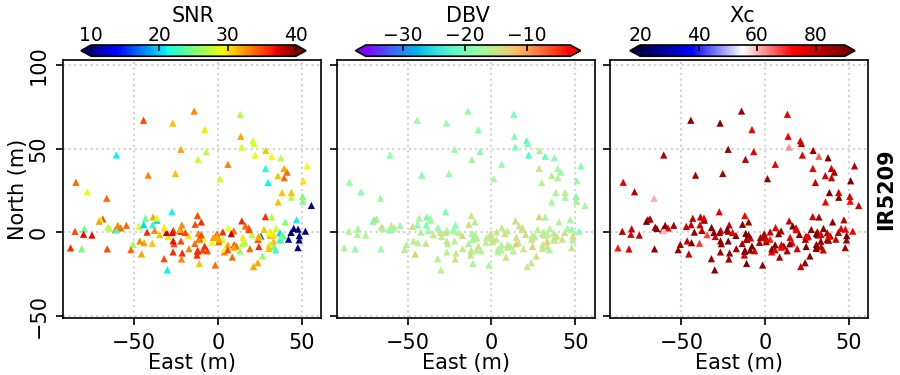 SNR DBV Xc
10 20 30 40 −30 −20 −10 20 40 60 80
100
50
0
−50
North (m)
IR5209
−50 0 50 −50 0 50 −50 0 50
East (m) East (m) East (m)